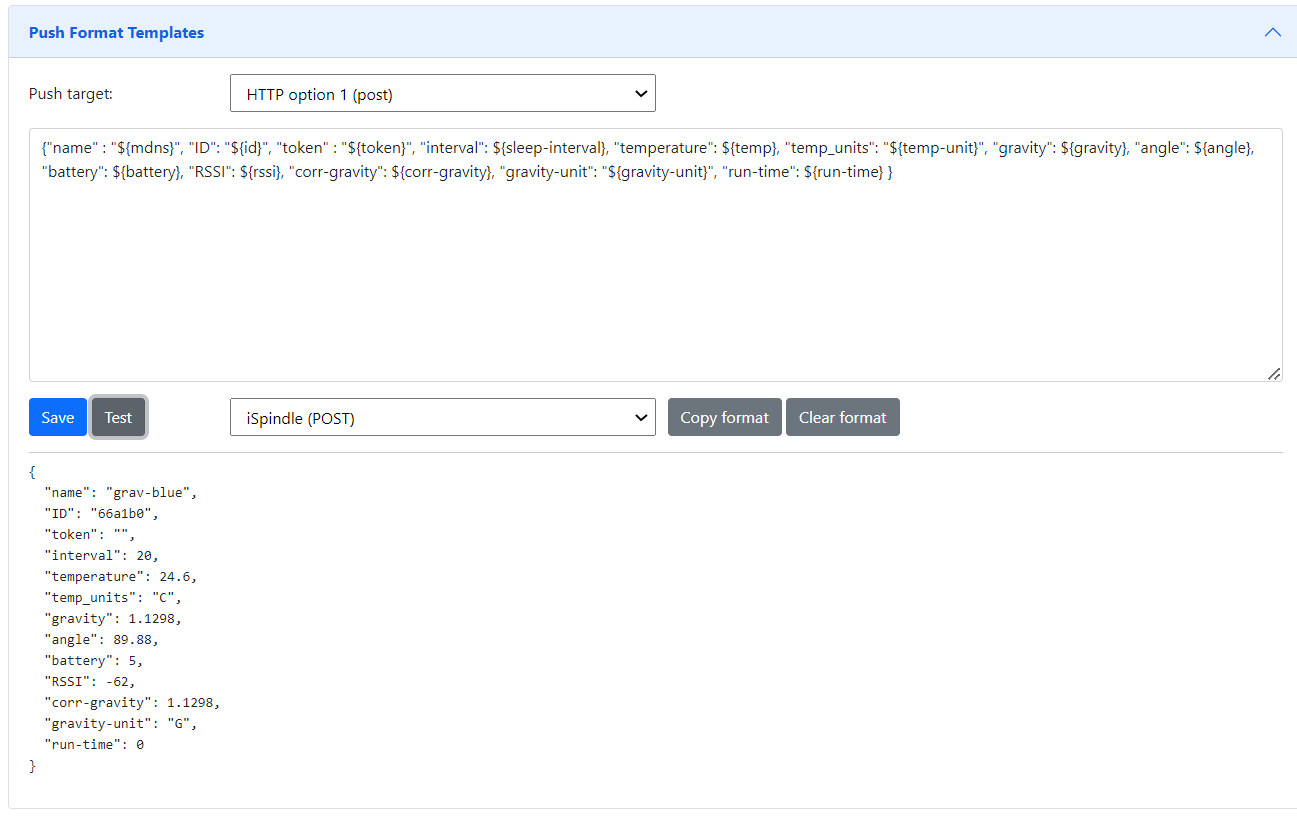 Push Format Templates
Push target:
HTTP option 1 (post)
{"name" : "${mdns}", "ID": "${id}", "token" : "${token}", "interval": ${sleep-interval}, "temperature": ${temp}, "temp_units": "${temp-unit}", "gravity": ${gravity}, "angle": ${angle},
"battery": ${battery}, "RSSI": ${rssi}, "corr-gravity": ${corr-gravity}, "gravity-unit": "${gravity-unit}", "run-time": ${run-time} }
Save
Test
iSpindle (POST)
Copy format
Clear format
{
  "name": "grav-blue",
  "ID": "66a1b0",
  "token": "",
  "interval": 20,
  "temperature": 24.6,
  "temp_units": "C",
  "gravity": 1.1298,
  "angle": 89.88,
  "battery": 5,
  "RSSI": -62,
  "corr-gravity": 1.1298,
  "gravity-unit": "G",
  "run-time": 0
}